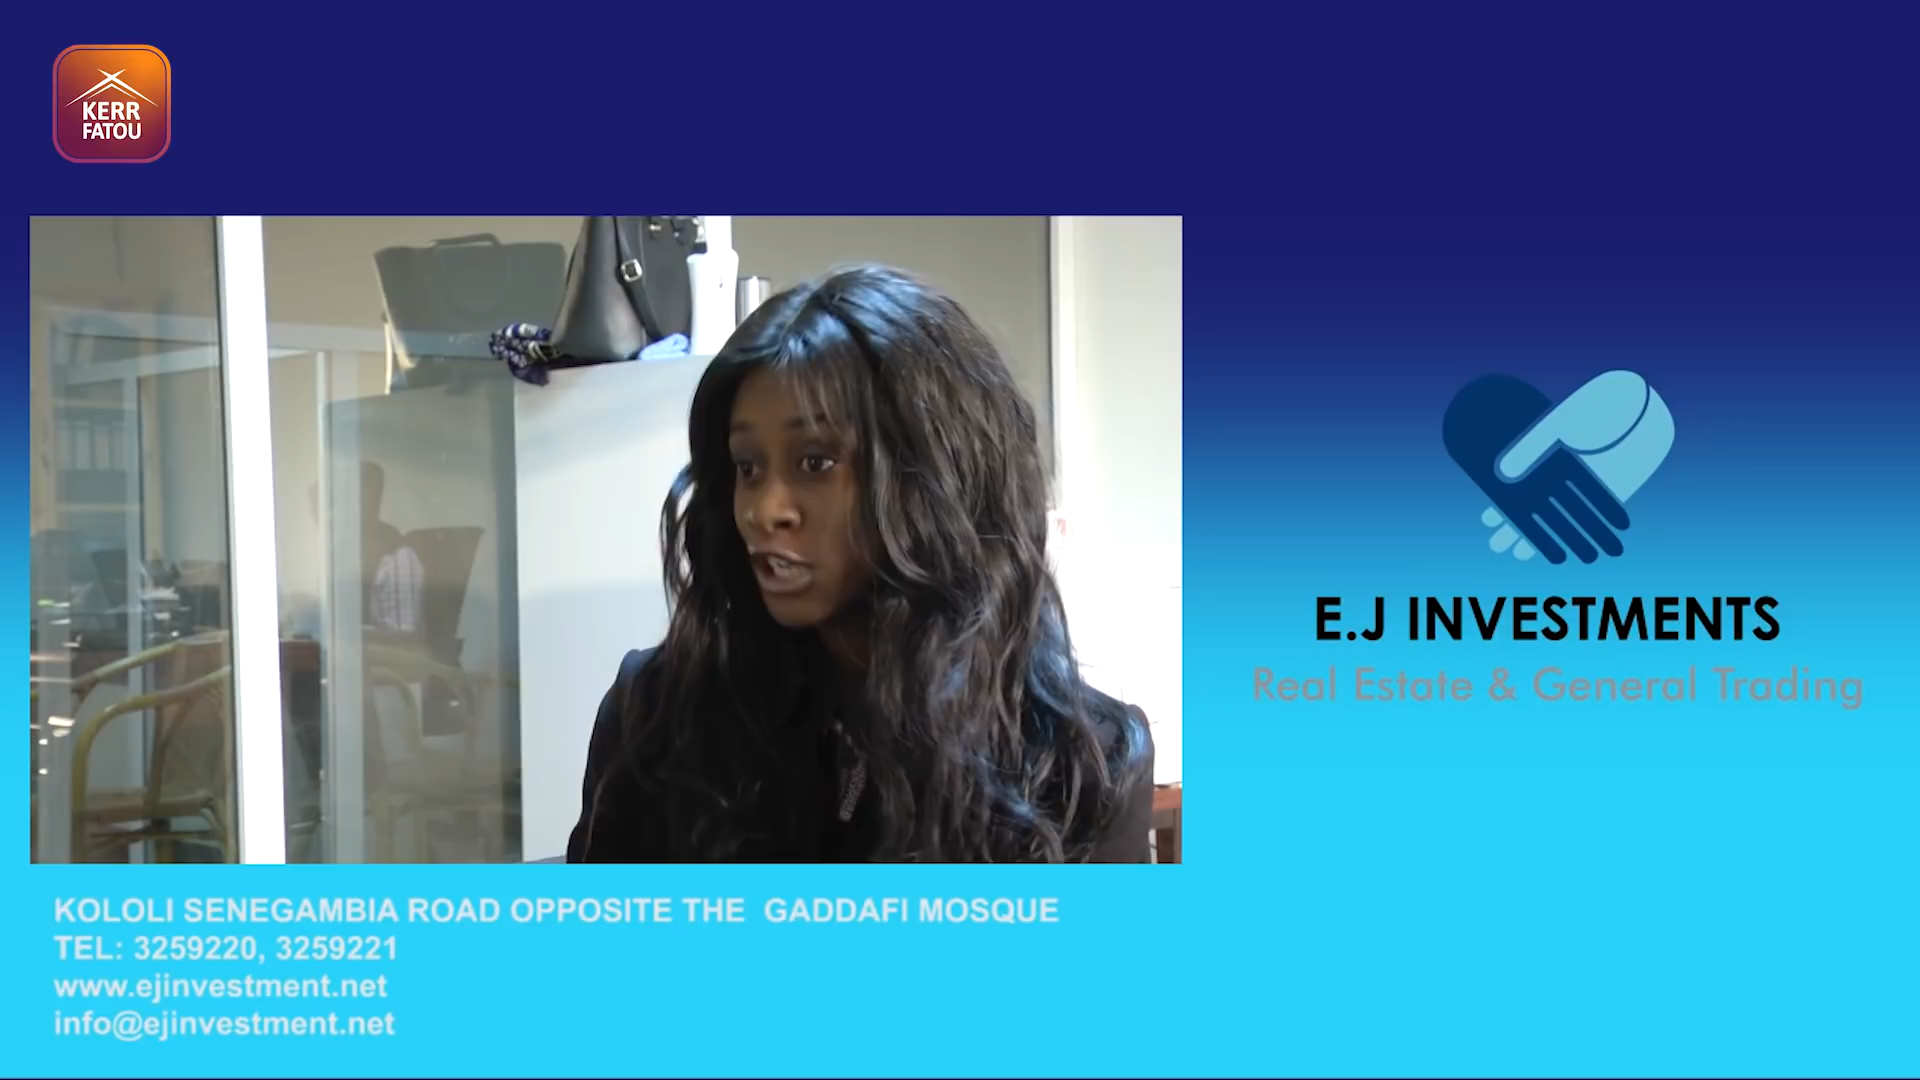 KERR
FATOU
E.J INVESTMENTS
Real Estate & General Trading
KOLOLI SENEGAMBIA ROAD OPPOSITE THE GADDAFI MOSQUE
TEL: 3259220, 3259221
www.ejinvestment.net
info@ejinvestment.net